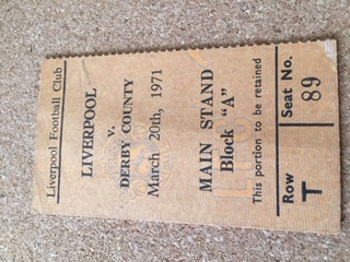 Liverpool Football Club
LIVERPOOL
v.
DERBY COUNTY
March 20th, 1971
MAIN STAND
Block "A"
This portion to be retained
Row Seat No.
T 89